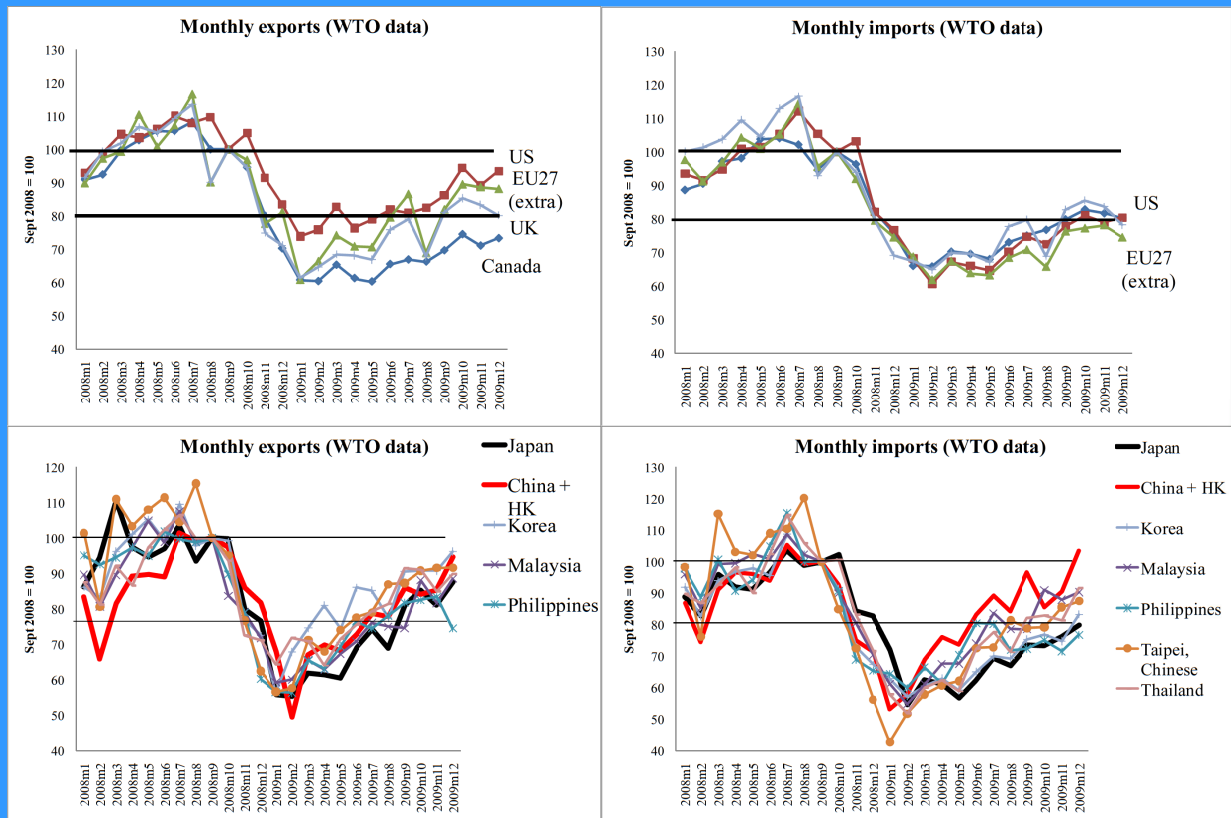 Monthly exports (WTO data)
Sept 2008 = 100
130
120
110
100
90
80
70
60
50
40
US
EU27
(extra)
UK
Canada
2008m1
2008m2
2008m3
2008m4
2008m5
2008m6
2008m7
2008m8
2008m9
2008m10
2008m11
2008m12
2009m1
2009m2
2009m3
2009m4
2009m5
2009m6
2009m7
2009m8
2009m9
2009m10
2009m11
2009m12
Monthly imports (WTO data)
Sept 2008 = 100
130
120
110
100
90
80
70
60
50
40
US
EU27
(extra)
2008m1
2008m2
2008m3
2008m4
2008m5
2008m6
2008m7
2008m8
2008m9
2008m10
2008m11
2008m12
2009m1
2009m2
2009m3
2009m4
2009m5
2009m6
2009m7
2009m8
2009m9
2009m10
2009m11
2009m12
Monthly exports (WTO data)
Sept 2008 = 100
120
110
100
90
80
70
60
50
40
Japan
China +
HK
Korea
Malaysia
Philippines
2008m1
2008m2
2008m3
2008m4
2008m5
2008m6
2008m7
2008m8
2008m9
2008m10
2008m11
2008m12
2009m1
2009m2
2009m3
2009m4
2009m5
2009m6
2009m7
2009m8
2009m9
2009m10
2009m11
2009m12
Monthly imports (WTO data)
Sept 2008 = 100
130
120
110
100
90
80
70
60
50
40
Japan
China + HK
Korea
Malaysia
Philippines
Taipei,
Chinese
Thailand
2008m1
2008m2
2008m3
2008m4
2008m5
2008m6
2008m7
2008m8
2008m9
2008m10
2008m11
2008m12
2009m1
2009m2
2009m3
2009m4
2009m5
2009m6
2009m7
2009m8
2009m9
2009m10
2009m11
2009m12